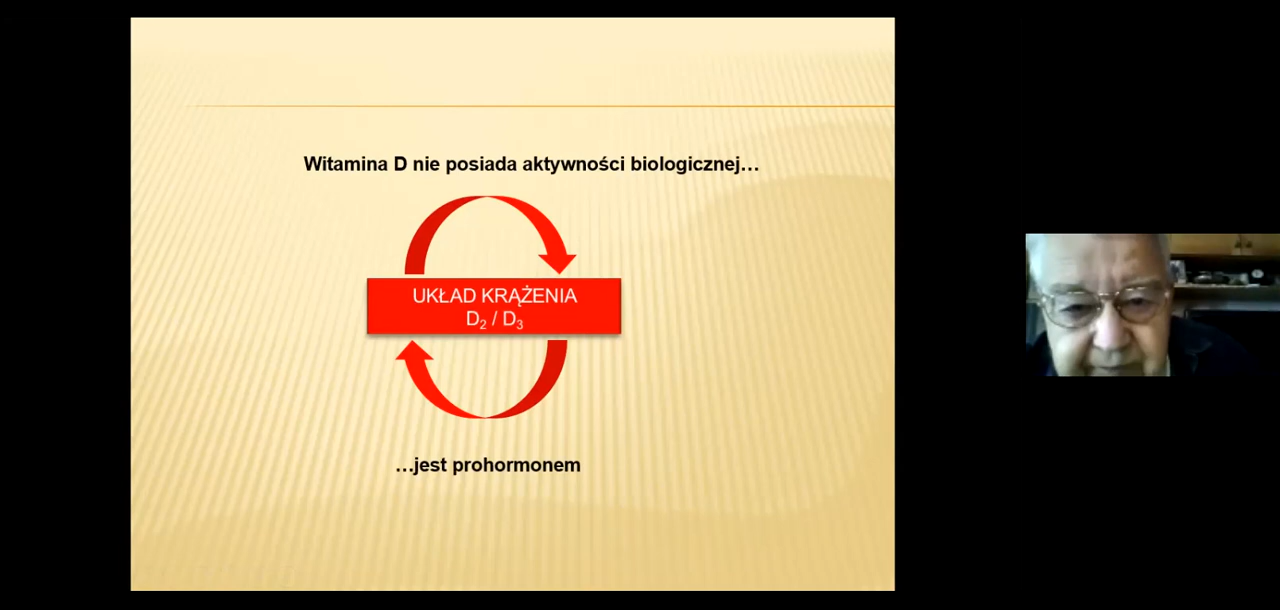 Witamina D nie posiada aktywności biologicznej…
UKŁAD KRĄŻENIA
D₂ / D₃
…jest prohormonem